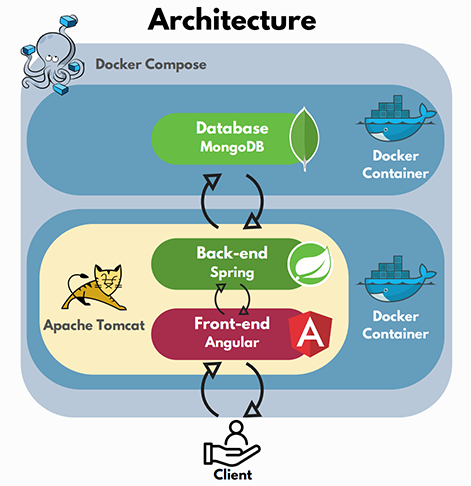 Architecture
Docker Compose
Database
MongoDB
Docker
Container
Back-end
Spring
Apache Tomcat
Front-end
Angular
A
Docker
Container
Client